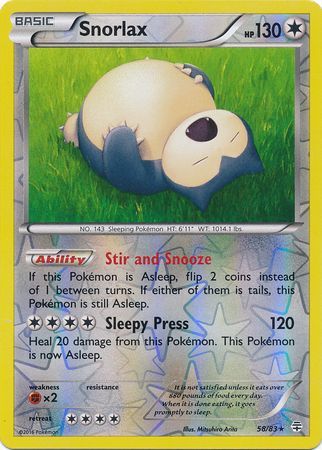 BASIC
Snorlax HP130
NO. 143 Sleeping Pokémon HT: 6'11" WT: 1014.1 lbs.
Ability Stir and Snooze
If this Pokémon is Asleep, flip 2 coins instead
of 1 between turns. If either of them is tails, this
Pokémon is still Asleep.
Sleepy Press 120
Heal 20 damage from this Pokémon. This Pokémon
is now Asleep.
weakness resistance
×2
retreat
It is not satisfied unless it eats over
880 pounds of food every day.
When it is done eating, it goes
promptly to sleep.
©2016 Pokémon Illus. Mitsuhiro Arita 58/83★